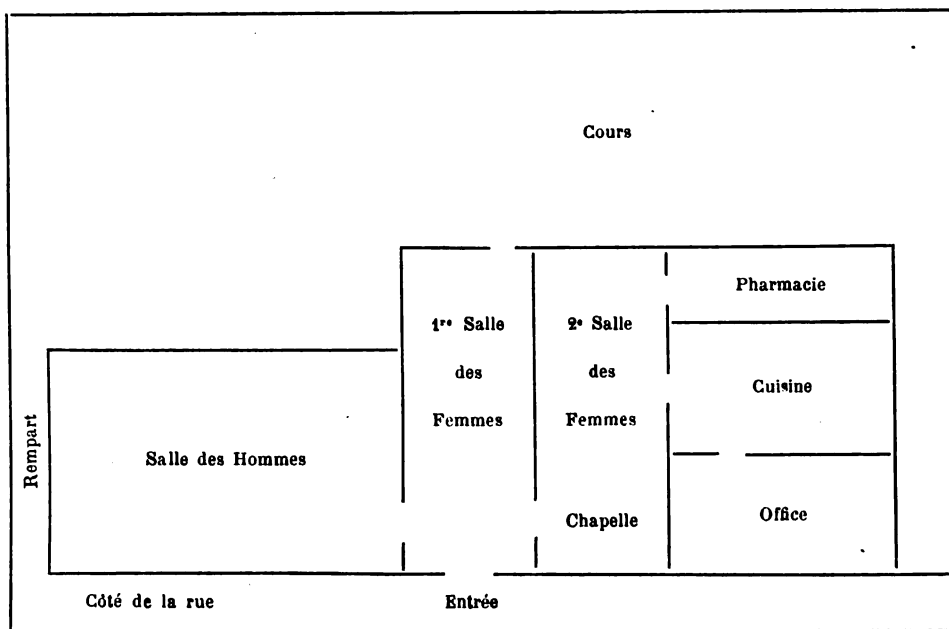 Cours
Pharmacie
1re Salle
des
Femmes
2e Salle
des
Femmes
Cuisine
Rempart
Salle des Hommes
Chapelle
Office
Côté de la rue
Entrée